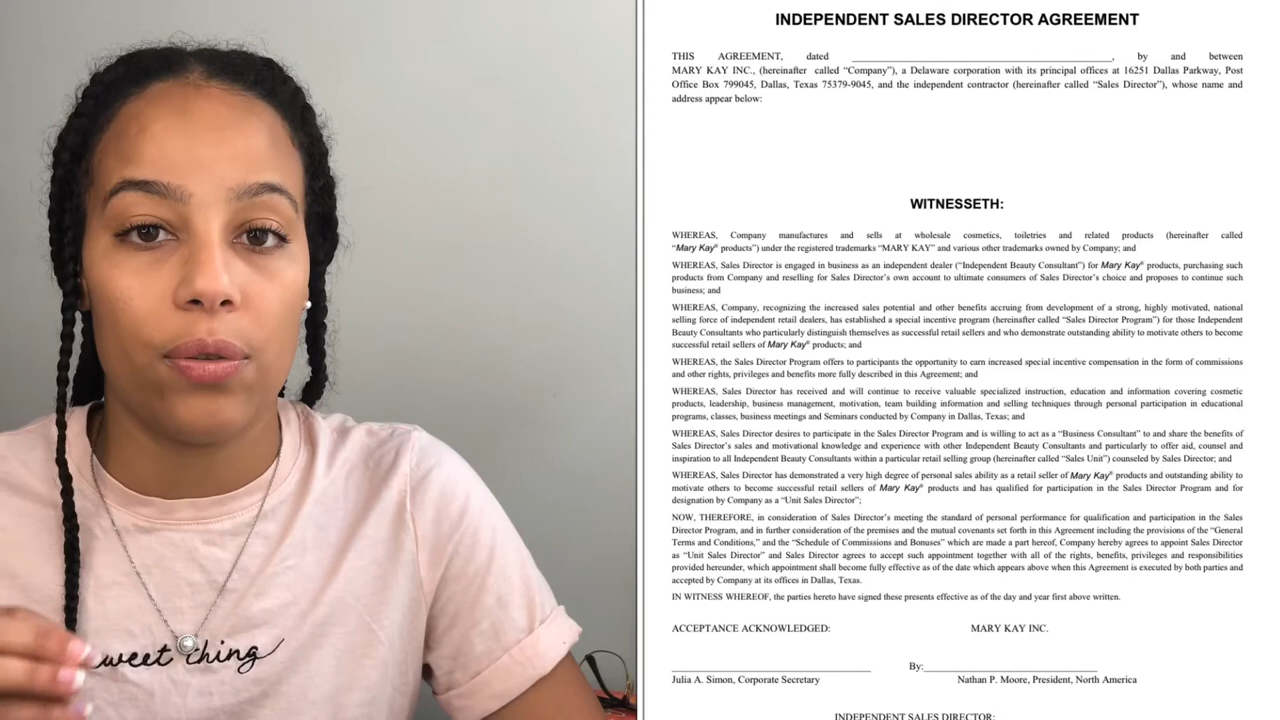 weet thing
INDEPENDENT SALES DIRECTOR AGREEMENT
THIS AGREEMENT, dated ________, by and between
MARY KAY INC., (hereinafter called “Company”), a Delaware corporation with its principal offices at 16251 Dallas Parkway, Post
Office Box 799045, Dallas, Texas 75379-9045, and the independent contractor (hereinafter called “Sales Director”), whose name and
address appear below:
WITNESSETH:
WHEREAS, Company manufactures and sells at wholesale cosmetics, toiletries and related products (hereinafter called
“Mary Kay® products”) under the registered trademarks “MARY KAY” and various other trademarks owned by Company; and
WHEREAS, Sales Director is engaged in business as an independent dealer (“Independent Beauty Consultant”) for Mary Kay® products, purchasing such
products from Company and reselling for Sales Director’s own account to ultimate consumers of Sales Director’s choice and proposes to continue such
business; and
WHEREAS, Company, recognizing the increased sales potential and other benefits accruing from development of a strong, highly motivated, national
selling force of independent retail dealers, has established a special incentive program (hereinafter called “Sales Director Program”) for those Independent
Beauty Consultants who particularly distinguish themselves as successful retail sellers and who demonstrate outstanding ability to motivate others to become
successful retail sellers of Mary Kay® products; and
WHEREAS, the Sales Director Program offers to participants the opportunity to earn increased special incentive compensation in the form of commissions
and other rights, privileges and benefits more fully described in this Agreement; and
WHEREAS, Sales Director has received and will continue to receive valuable specialized instruction, education and information covering cosmetic
products, leadership, business management, motivation, team building information and selling techniques through personal participation in educational
programs, classes, business meetings and Seminars conducted by Company in Dallas, Texas; and
WHEREAS, Sales Director desires to participate in the Sales Director Program and is willing to act as a “Business Consultant” to and share the benefits of
Sales Director’s sales and motivational knowledge and experience with other Independent Beauty Consultants and particularly to offer aid, counsel and
inspiration to all Independent Beauty Consultants within a particular retail selling group (hereinafter called “Sales Unit”) counseled by Sales Director; and
WHEREAS, Sales Director has demonstrated a very high degree of personal sales ability as a retail seller of Mary Kay® products and outstanding ability to
motivate others to become successful retail sellers of Mary Kay® products and has qualified for participation in the Sales Director Program and for
designation by Company as a “Unit Sales Director”;
NOW, THEREFORE, in consideration of Sales Director’s meeting the standard of personal performance for qualification and participation in the Sales
Director Program, and in further consideration of the premises and the mutual covenants set forth in this Agreement including the provisions of the “General
Terms and Conditions,” and the “Schedule of Commissions and Bonuses” which are made a part hereof, Company hereby agrees to appoint Sales Director
as “Unit Sales Director” and Sales Director agrees to accept such appointment together with all of the rights, benefits, privileges and responsibilities
provided hereunder, which appointment shall become fully effective as of the date which appears above when this Agreement is executed by both parties and
accepted by Company at its offices in Dallas, Texas.
IN WITNESS WHEREOF, the parties hereto have signed these presents effective as of the day and year first above written.
ACCEPTANCE ACKNOWLEDGED: MARY KAY INC.
________ By:________
Julia A. Simon, Corporate Secretary Nathan P. Moore, President, North America
INDEPENDENT SALES DIRECTOR: